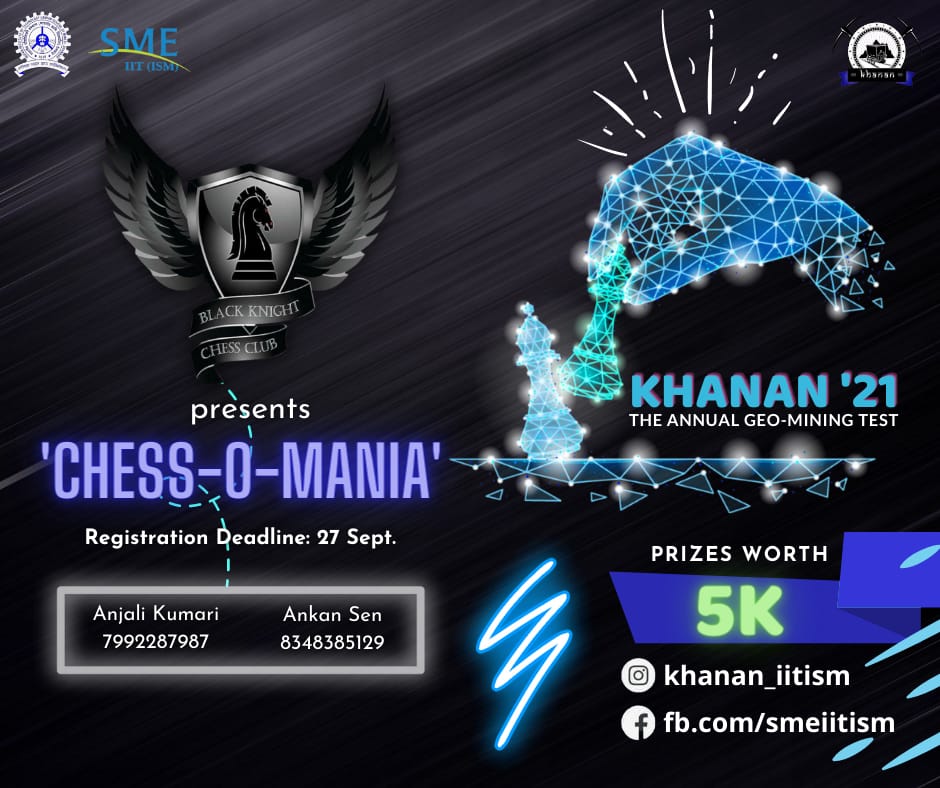 SME
IIT (ISM)
khanan
BLACK KNIGHT
CHESS CLUB
presents
'CHESS-O-MANIA'
Registration Deadline: 27 Sept.
Anjali Kumari
7992287987
Ankan Sen
8348385129
KHANAN '21
THE ANNUAL GEO-MINING TEST
PRIZES WORTH
5K
khanan_iitism
fb.com/smeiitism